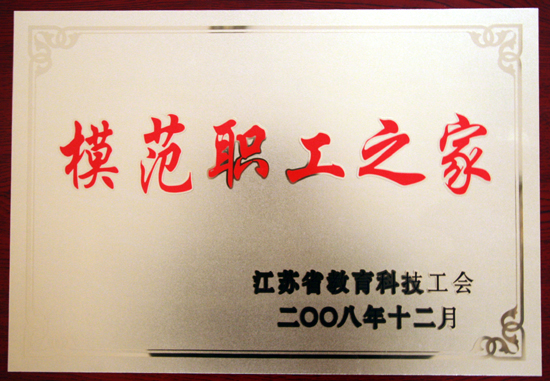 模范职工之家
江苏省教育科技工会
二〇〇八年十二月